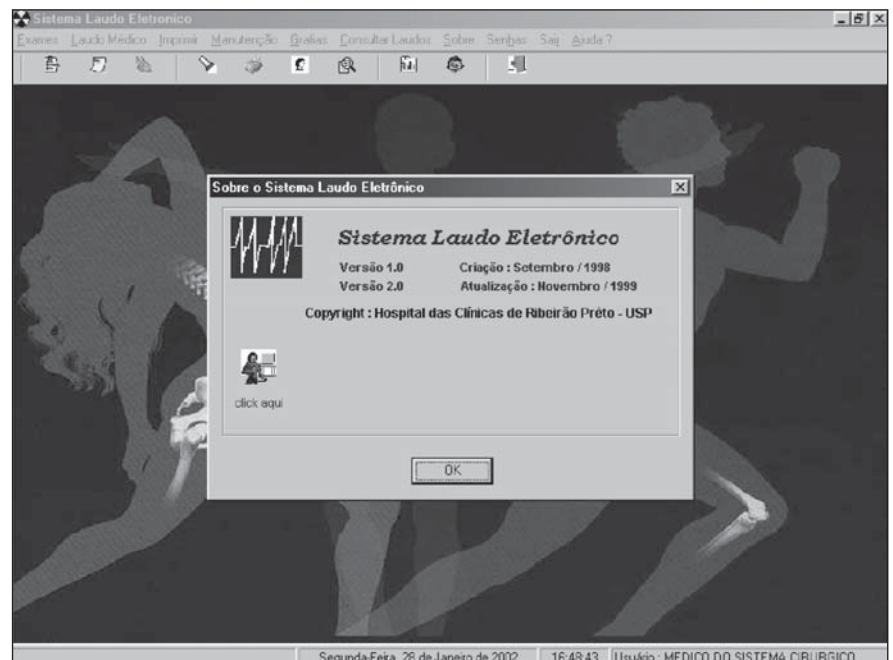 Sistema Laudo Eletronico
Exames Laudo Médico Imprimir Manutenção Grafias Consultar Laudos Sobre Senhas Sair Ajuda ?
Sobre o Sistema Laudo Eletrônico
Sistema Laudo Eletrônico
Versão 1.0 Criação : Setembro / 1998
Versão 2.0 Atualização : Novembro / 1999
Copyright : Hospital das Clínicas de Ribeirão Prêto - USP
click aqui
OK
Segunda-Feira, 28 de Janeiro de 2002 16:48:43 Usuário : MEDICO DO SISTEMA CIRURGICO